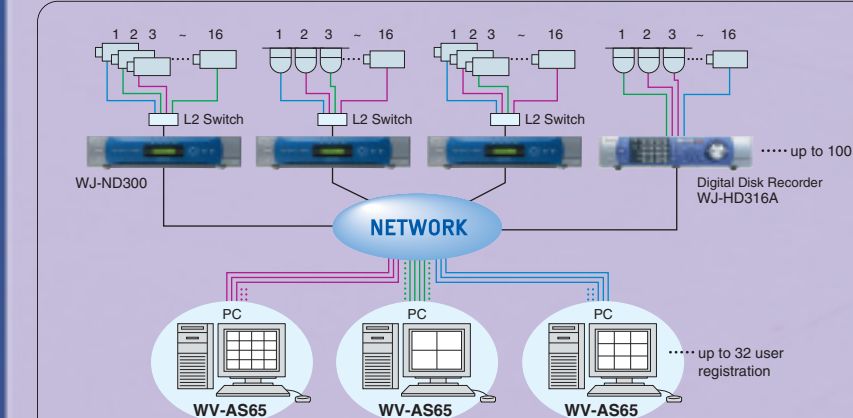 1 2 3 ~ 16
1 2 3 ~ 16
1 2 3 ~ 16
1 2 3 ~ 16
L2 Switch
L2 Switch
L2 Switch
····· up to 100
WJ-ND300
Digital Disk Recorder
WJ-HD316A
NETWORK
PC
PC
PC
····· up to 32 user
registration
WV-AS65
WV-AS65
WV-AS65